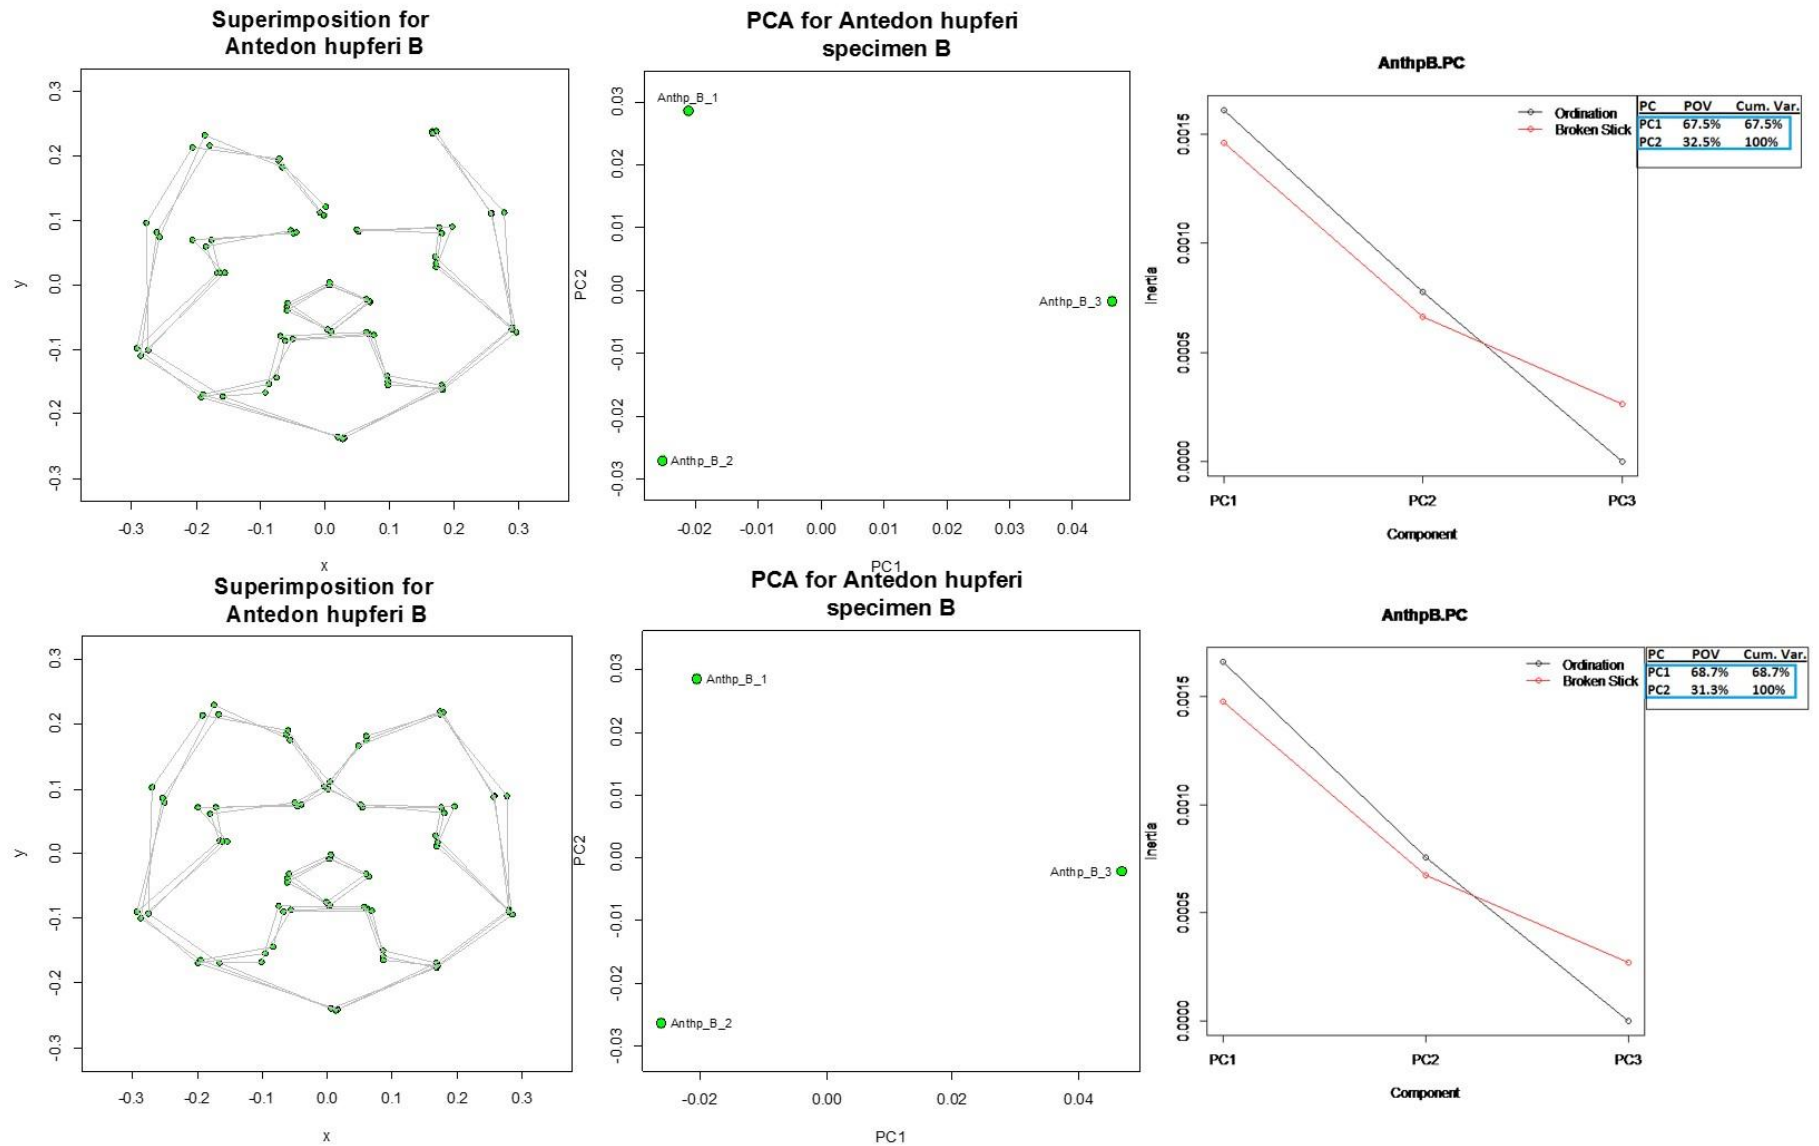 Superimposition for
Antedon hupferi B
0.3
0.2
0.1
0.0
-0.1
-0.2
-0.3
y
-0.3
-0.2
-0.1
0.0
0.1
0.2
0.3
x
PCA for Antedon hupferi
specimen B
0.03
0.02
0.01
0.00
-0.01
-0.02
-0.03
PC2
Anthp_B_1
Anthp_B_3
Anthp_B_2
-0.02
-0.01
0.00
0.01
0.02
0.03
0.04
PC1
AnthpB.PC
0.0015
0.0010
0.0005
0.0000
Inertia
Ordination
Broken Stick
PC POV Cum. Var.
PC1 67.5% 67.5%
PC2 32.5% 100%
PC1
PC2
PC3
Component
Superimposition for
Antedon hupferi B
0.3
0.2
0.1
0.0
-0.1
-0.2
-0.3
y
-0.3
-0.2
-0.1
0.0
0.1
0.2
0.3
x
PCA for Antedon hupferi
specimen B
0.03
0.02
0.01
0.00
-0.01
-0.02
-0.03
PC2
Anthp_B_1
Anthp_B_3
Anthp_B_2
-0.02
0.00
0.02
0.04
PC1
AnthpB.PC
0.0015
0.0010
0.0005
0.0000
Inertia
Ordination
Broken Stick
PC POV Cum. Var.
PC1 68.7% 68.7%
PC2 31.3% 100%
PC1
PC2
PC3
Component